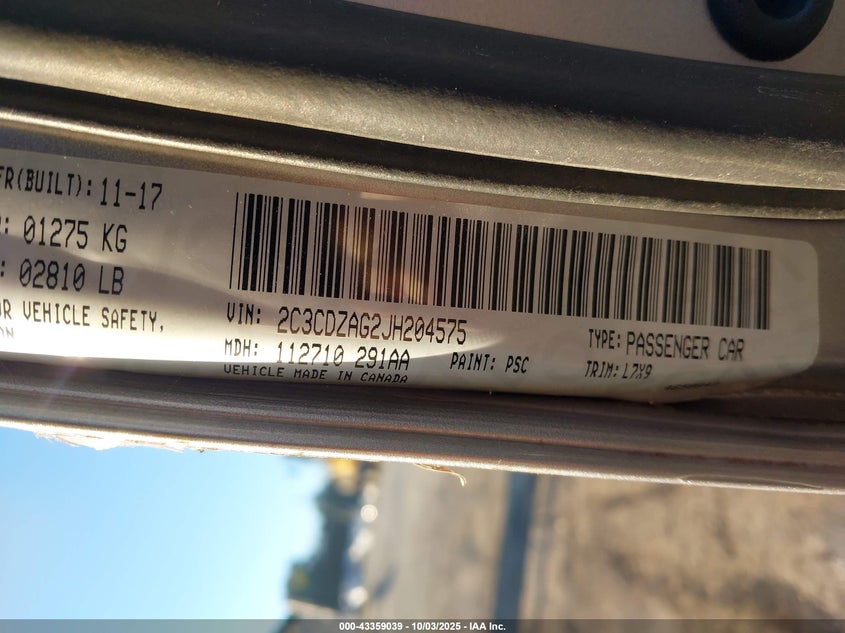 FR(BUILT): 11-17
: 01275 KG
: 02810 LB
OR VEHICLE SAFETY,
ON
VIN: 2C3CDZAG2JH204575
MDH: 112710 291AA
PAINT: PSC
VEHICLE MADE IN CANADA
TYPE: PASSENGER CAR
TRIM: L7X9
000-43359039 - 10/03/2025 - IAA Inc.